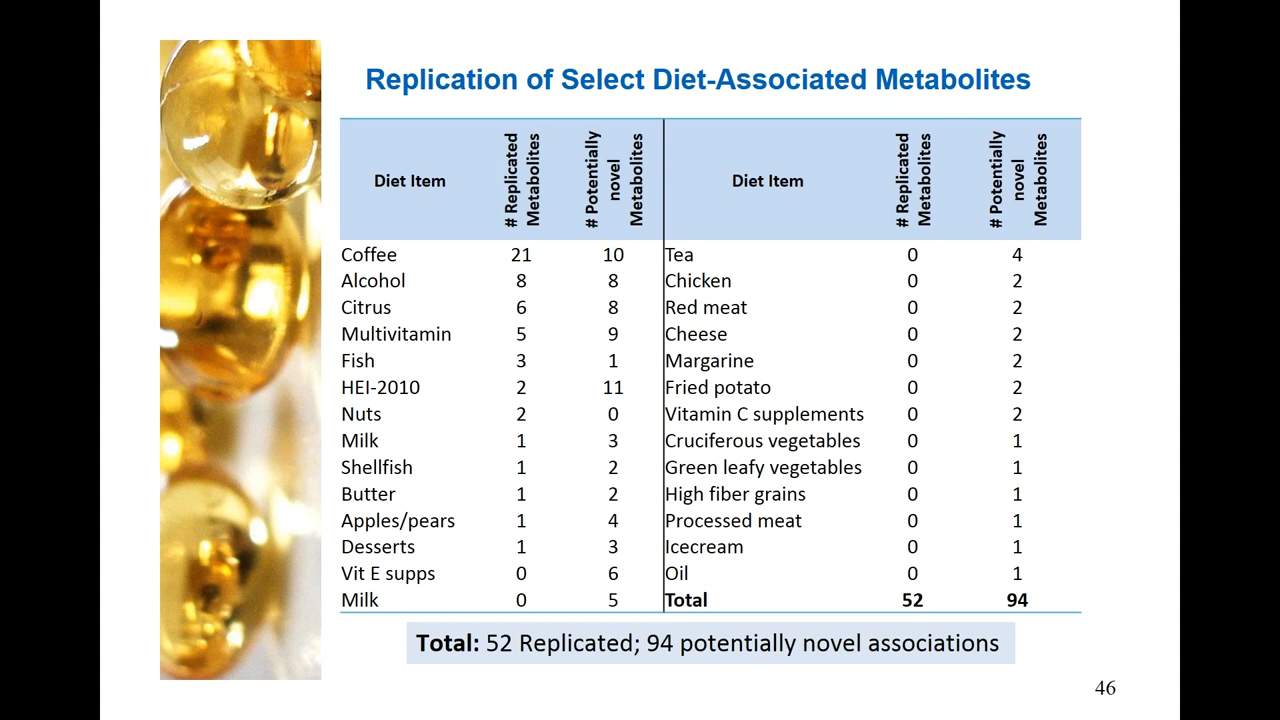 Replication of Select Diet-Associated Metabolites
Diet Item # Replicated Metabolites # Potentially novel Metabolites Diet Item # Replicated Metabolites # Potentially novel Metabolites
Coffee 21 10 Tea 0 4
Alcohol 8 8 Chicken 0 2
Citrus 6 8 Red meat 0 2
Multivitamin 5 9 Cheese 0 2
Fish 3 1 Margarine 0 2
HEI-2010 2 11 Fried potato 0 2
Nuts 2 0 Vitamin C supplements 0 2
Milk 1 3 Cruciferous vegetables 0 1
Shellfish 1 2 Green leafy vegetables 0 1
Butter 1 2 High fiber grains 0 1
Apples/pears 1 4 Processed meat 0 1
Desserts 1 3 Icecream 0 1
Vit E supps 0 6 Oil 0 1
Milk 0 5 Total 52 94
Total: 52 Replicated; 94 potentially novel associations
46